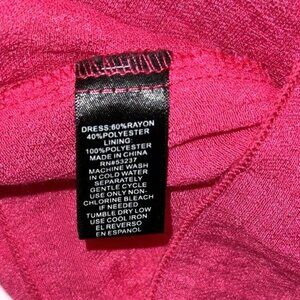 DRESS:60%RAYON
40%POLYESTER
LINING:
100%POLYESTER
MADE IN CHINA
RN#53237
MACHINE WASH
IN COLD WATER
SEPARATELY
GENTLE CYCLE
USE ONLY NON-
CHLORINE BLEACH
IF NEEDED
TUMBLE DRY LOW
USE COOL IRON
EL REVERSO
EN ESPANOL